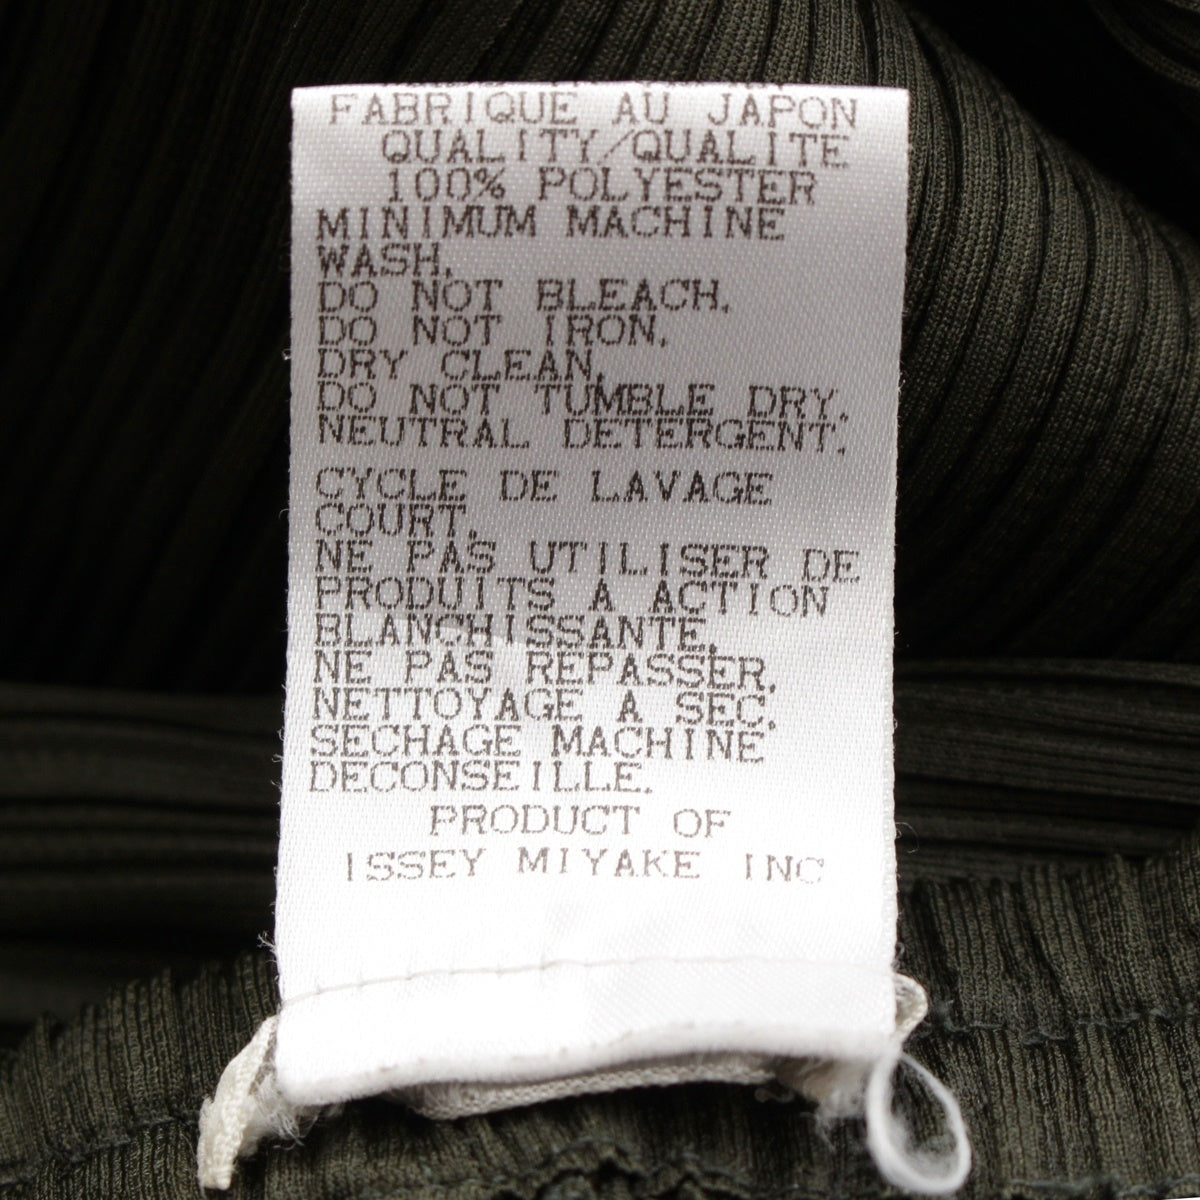 FABRIQUE AU JAPON
QUALITY/QUALITE
100% POLYESTER
MINIMUM MACHINE
WASH.
DO NOT BLEACH.
DO NOT IRON.
DRY CLEAN.
DO NOT TUMBLE DRY.
NEUTRAL DETERGENT.
CYCLE DE LAVAGE
COURT.
NE PAS UTILISER DE
PRODUITS A ACTION
BLANCHISSANTE.
NE PAS REPASSER.
NETTOYAGE A SEC.
SECHAGE MACHINE
DECONSEILLE.
PRODUCT OF
ISSEY MIYAKE INC